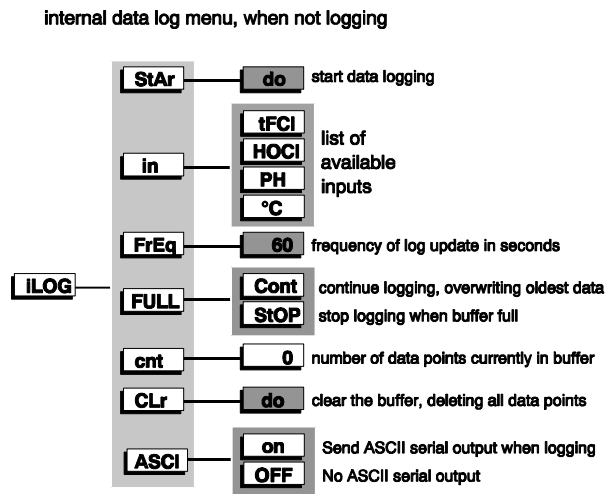 internal data log menu, when not logging
StAr do start data logging
tFCl
HOCl
in PH
°C
list of
available
inputs
FrEq 60 frequency of log update in seconds
iLOG
FULL
Cont continue logging, overwriting oldest data
StOP stop logging when buffer full
cnt 0 number of data points currently in buffer
CLr do clear the buffer, deleting all data points
ASCI
on Send ASCII serial output when logging
OFF No ASCII serial output